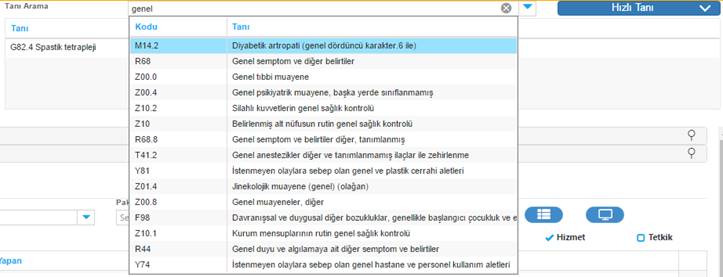 Tanı Arama
genel
Hızlı Tanı
Tanı
G82.4 Spastik tetrapleji
Kodu Tanı
M14.2 Diyabetik artropati (genel dördüncü karakter.6 ile)
R68 Genel semptom ve diğer belirtiler
Z00.0 Genel tıbbi muayene
Z00.4 Genel psikiyatrik muayene, başka yerde sınıflanmamış
Z10.2 Silahlı kuvvetlerin genel sağlık kontrolü
Z10 Belirlenmiş alt nüfusun rutin genel sağlık kontrolü
R68.8 Genel semptom ve belirtiler diğer, tanımlanmış
T41.2 Genel anestezikler diğer ve tanımlanmamış ilaçlar ile zehirlenme
Y81 İstenmeyen olaylara sebep olan genel ve plastik cerrahi aletleri
Z01.4 Jinekolojik muayene (genel) (olağan)
Z00.8 Genel muayeneler, diğer
F98 Davranışsal ve duygusal diğer bozukluklar, genellikle başlangıcı çocukluk ve e
Z10.1 Kurum mensuplarının rutin genel sağlık kontrolü
R44 Genel duyu ve algılamaya ait diğer semptom ve belirtiler
Y74 İstenmeyen olaylara sebep olan genel hastane ve personel kullanım aletleri
Pak
Se
Hizmet
Tetkik
Yapan